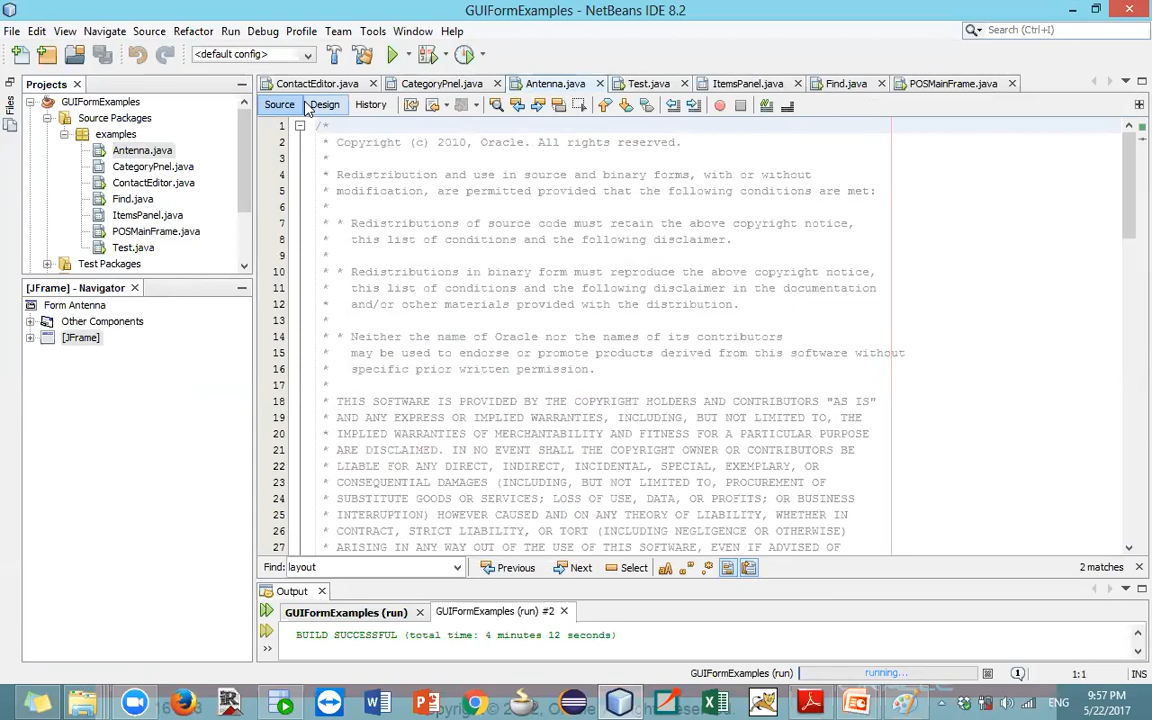 GUIFormExamples - NetBeans IDE 8.2
File Edit View Navigate Source Refactor Run Debug Profile Team Tools Window Help
Search (Ctrl+I)
<default config>
Files
Projects
GUIFormExamples
Source Packages
examples
Antenna.java
CategoryPnel.java
ContactEditor.java
Find.java
ItemsPanel.java
POSMainFrame.java
Test.java
Test Packages
[JFrame] - Navigator
Form Antenna
Other Components
[JFrame]
ContactEditor.java CategoryPnel.java Antenna.java Test.java ItemsPanel.java Find.java POSMainFrame.java
Source Design History
1 /*
2 * Copyright (c) 2010, Oracle. All rights reserved.
3 *
4 * Redistribution and use in source and binary forms, with or without
5 * modification, are permitted provided that the following conditions are met:
6 *
7 * * Redistributions of source code must retain the above copyright notice,
8 * this list of conditions and the following disclaimer.
9 *
10 * * Redistributions in binary form must reproduce the above copyright notice,
11 * this list of conditions and the following disclaimer in the documentation
12 * and/or other materials provided with the distribution.
13 *
14 * * Neither the name of Oracle nor the names of its contributors
15 * may be used to endorse or promote products derived from this software without
16 * specific prior written permission.
17 *
18 * THIS SOFTWARE IS PROVIDED BY THE COPYRIGHT HOLDERS AND CONTRIBUTORS "AS IS"
19 * AND ANY EXPRESS OR IMPLIED WARRANTIES, INCLUDING, BUT NOT LIMITED TO, THE
20 * IMPLIED WARRANTIES OF MERCHANTABILITY AND FITNESS FOR A PARTICULAR PURPOSE
21 * ARE DISCLAIMED. IN NO EVENT SHALL THE COPYRIGHT OWNER OR CONTRIBUTORS BE
22 * LIABLE FOR ANY DIRECT, INDIRECT, INCIDENTAL, SPECIAL, EXEMPLARY, OR
23 * CONSEQUENTIAL DAMAGES (INCLUDING, BUT NOT LIMITED TO, PROCUREMENT OF
24 * SUBSTITUTE GOODS OR SERVICES; LOSS OF USE, DATA, OR PROFITS; OR BUSINESS
25 * INTERRUPTION) HOWEVER CAUSED AND ON ANY THEORY OF LIABILITY, WHETHER IN
26 * CONTRACT, STRICT LIABILITY, OR TORT (INCLUDING NEGLIGENCE OR OTHERWISE)
27 * ARISING IN ANY WAY OUT OF THE USE OF THIS SOFTWARE, EVEN IF ADVISED OF
Find: layout Previous Next Select 2 matches
Output
GUIFormExamples (run) GUIFormExamples (run) #2
BUILD SUCCESSFUL (total time: 4 minutes 12 seconds)
GUIFormExamples (run) running... 1:1 INS
ENG
9:57 PM
5/22/2017